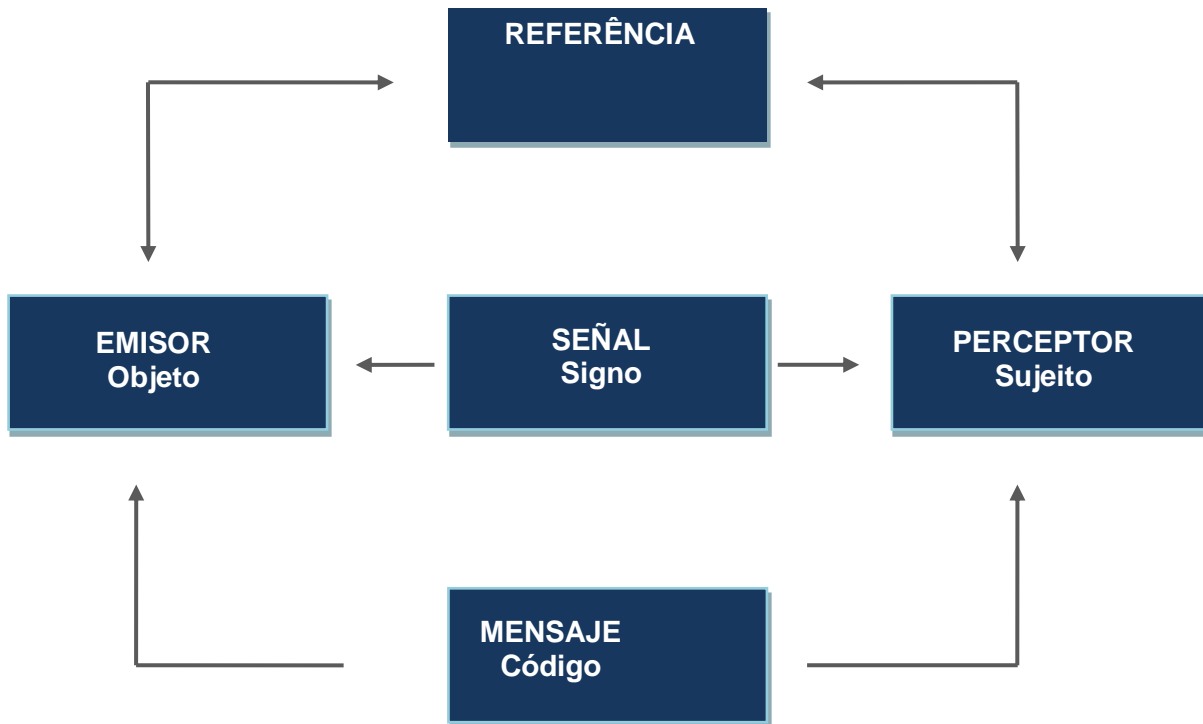 REFERÊNCIA
EMISOR
Objeto
SEÑAL
Signo
PERCEPTOR
Sujeito
MENSAJE
Código